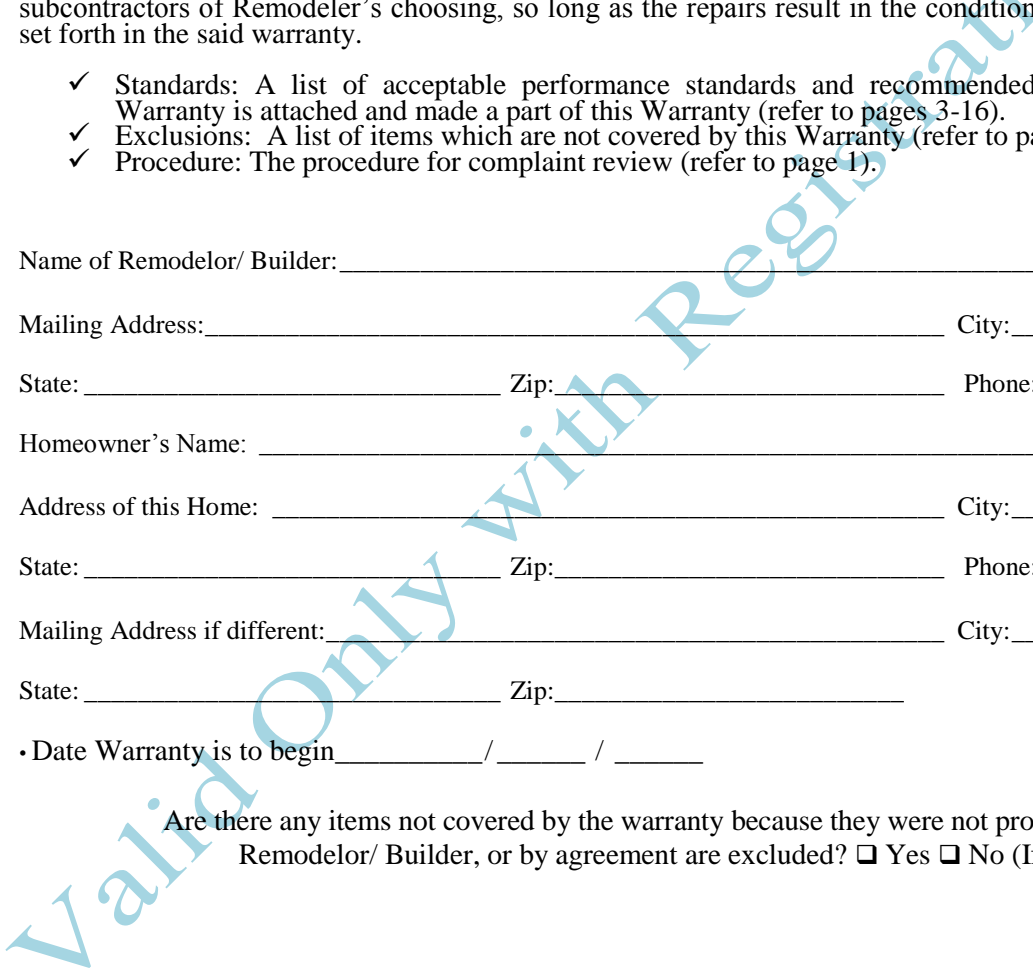 subcontractors of Remodeler’s choosing, so long as the repairs result in the condition
set forth in the said warranty.
✓ Standards: A list of acceptable performance standards and recommended
Warranty is attached and made a part of this Warranty (refer to pages 3-16).
✓ Exclusions: A list of items which are not covered by this Warranty (refer to pa
✓ Procedure: The procedure for complaint review (refer to page 1).
Name of Remodelor/ Builder:
Mailing Address: City:
State: Zip: Phone:
Homeowner’s Name:
Address of this Home: City:
State: Zip: Phone:
Mailing Address if different: City:
State: Zip:
• Date Warranty is to begin / /
Are there any items not covered by the warranty because they were not pro
Remodelor/ Builder, or by agreement are excluded? ❑ Yes ❑ No (I
Valid Only with Registrati